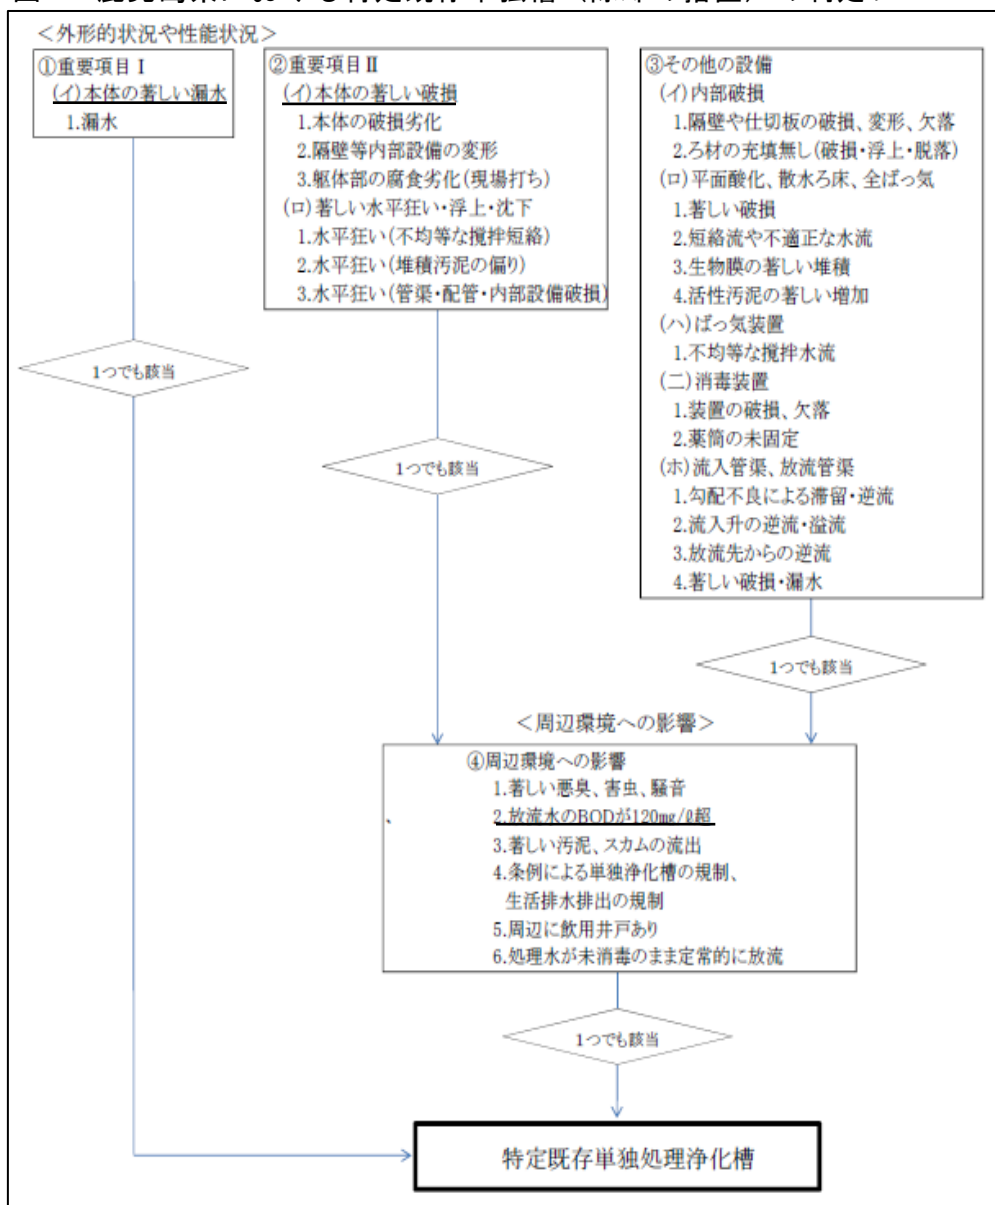 ＜外形的状況や性能状況＞
①重要項目Ⅰ
(イ)本体の著しい漏水
1.漏水
②重要項目Ⅱ
(イ)本体の著しい破損
1.本体の破損劣化
2.隔壁等内部設備の変形
3.躯体部の腐食劣化(現場打ち)
(ロ)著しい水平狂い・浮上・沈下
1.水平狂い(不均等な撹拌短絡)
2.水平狂い(堆積汚泥の偏り)
3.水平狂い(管渠・配管・内部設備破損)
③その他の設備
(イ)内部破損
1.隔壁や仕切板の破損、変形、欠落
2.ろ材の充填無し(破損・浮上・脱落)
(ロ)平面酸化、散水ろ床、全ばっ気
1.著しい破損
2.短絡流や不適正な水流
3.生物膜の著しい堆積
4.活性汚泥の著しい増加
(ハ)ばっ気装置
1.不均等な撹拌水流
(二)消毒装置
1.装置の破損、欠落
2.薬筒の未固定
(ホ)流入管渠、放流管渠
1.勾配不良による滞留・逆流
2.流入升の逆流・溢流
3.放流先からの逆流
4.著しい破損・漏水
1つでも該当
1つでも該当
1つでも該当
＜周辺環境への影響＞
④周辺環境への影響
1.著しい悪臭、害虫、騒音
2.放流水のBODが120mg/ℓ超
3.著しい汚泥、スカムの流出
4.条例による単独浄化槽の規制、
生活排水排出の規制
5.周辺に飲用井戸あり
6.処理水が未消毒のまま定常的に放流
1つでも該当
特定既存単独処理浄化槽